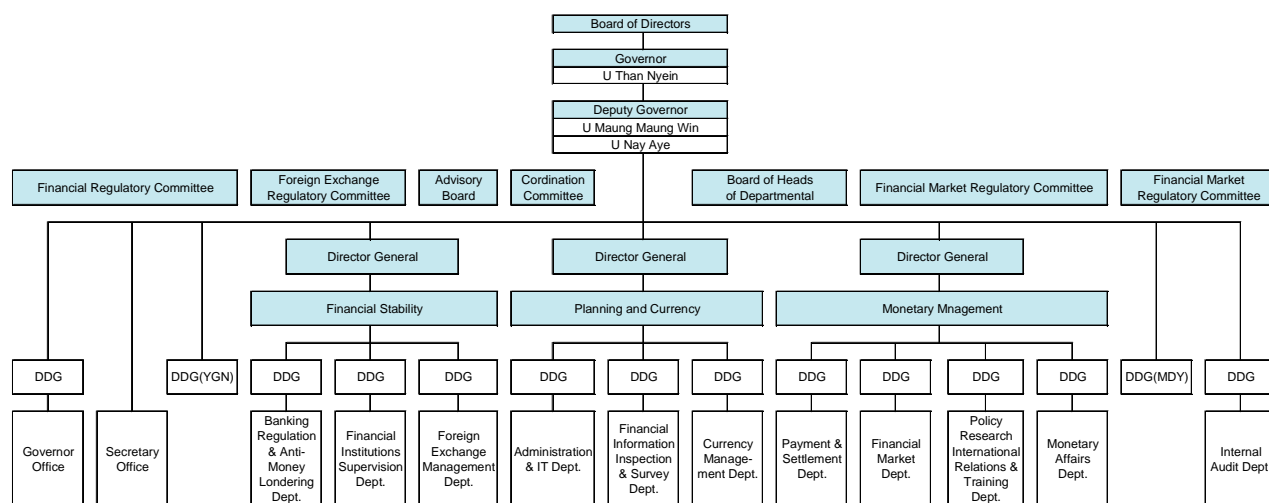 Board of Directors
Governor
U Than Nyein
Deputy Governor
U Maung Maung Win
U Nay Aye
Financial Regulatory Committee
Foreign Exchange
Regulatory Committee
Advisory
Board
Cordination
Committee
Board of Heads
of Departmental
Financial Market Regulatory Committee
Financial Market
Regulatory Committee
Director General
Director General
Director General
Financial Stability
Planning and Currency
Monetary Mnagement
DDG
DDG(YGN)
DDG
DDG
DDG
DDG
DDG
DDG
DDG
DDG
DDG
DDG
DDG(MDY)
DDG
Governor
Office
Secretary
Office
Banking
Regulation
& Anti-
Money
Londering
Dept.
Financial
Institutions
Supervision
Dept.
Foreign
Exchange
Management
Dept.
Administration
& IT Dept.
Financial
Information
Inspection
& Survey
Dept.
Currency
Manage-
ment Dept.
Payment &
Settlement
Dept.
Financial
Market
Dept.
Policy
Research
International
Relations &
Training
Dept.
Monetary
Affairs
Dept.
Internal
Audit Dept.